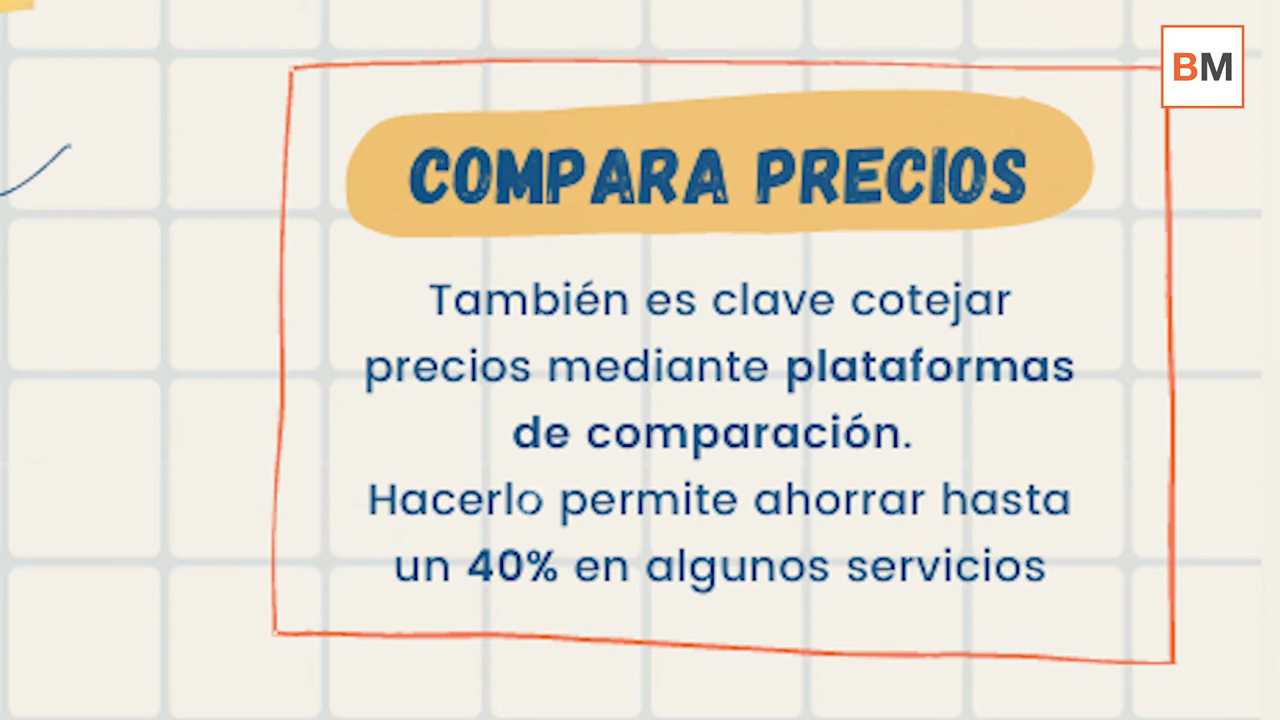 BM
COMPARA PRECIOS
También es clave cotejar
precios mediante plataformas
de comparación.
Hacerlo permite ahorrar hasta
un 40% en algunos servicios